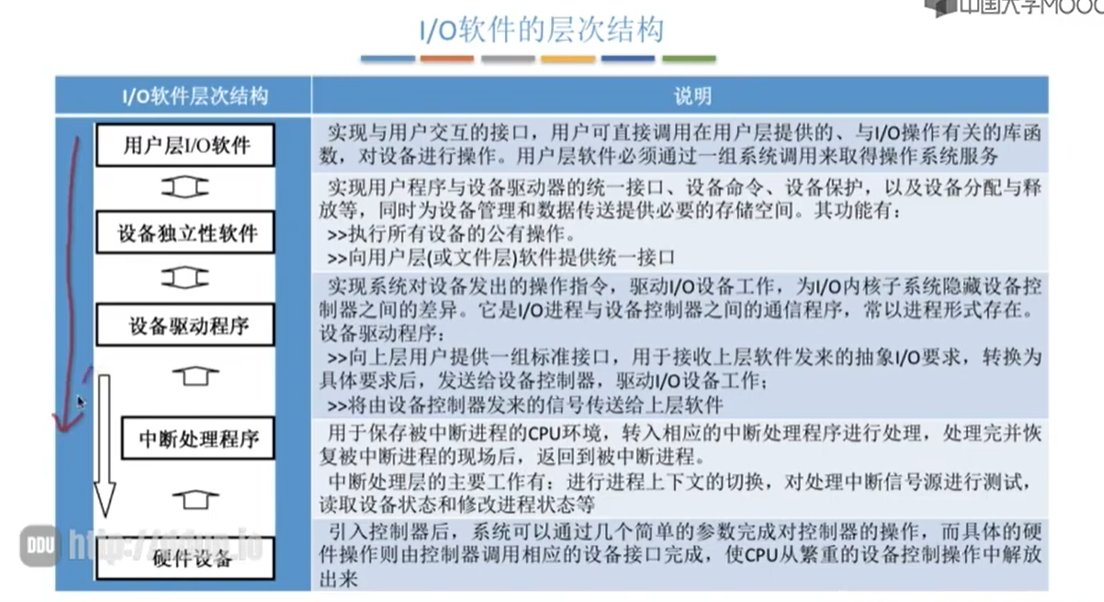 中国大学MOOC
I/O软件的层次结构
I/O软件层次结构
说明
用户层I/O软件
实现与用户交互的接口，用户可直接调用在用户层提供的、与I/O操作有关的库函
数，对设备进行操作。用户层软件必须通过一组系统调用来取得操作系统服务
设备独立性软件
实现用户程序与设备驱动器的统一接口、设备命令、设备保护，以及设备分配与释
放等，同时为设备管理和数据传送提供必要的存储空间。其功能有：
>>执行所有设备的公有操作。
>>向用户层(或文件层)软件提供统一接口
设备驱动程序
实现系统对设备发出的操作指令，驱动I/O设备工作，为I/O内核子系统隐藏设备控
制器之间的差异。它是I/O进程与设备控制器之间的通信程序，常以进程形式存在。
设备驱动程序：
>>向上层用户提供一组标准接口，用于接收上层软件发来的抽象I/O要求，转换为
具体要求后，发送给设备控制器，驱动I/O设备工作；
>>将由设备控制器发来的信号传送给上层软件
中断处理程序
用于保存被中断进程的CPU环境，转入相应的中断处理程序进行处理，处理完并恢
复被中断进程的现场后，返回到被中断进程。
中断处理层的主要工作有：进行进程上下文的切换，对处理中断信号源进行测试，
读取设备状态和修改进程状态等
硬件设备
引入控制器后，系统可以通过几个简单的参数完成对控制器的操作，而具体的硬
件操作则由控制器调用相应的设备接口完成，使CPU从繁重的设备控制操作中解放
出来
DDU